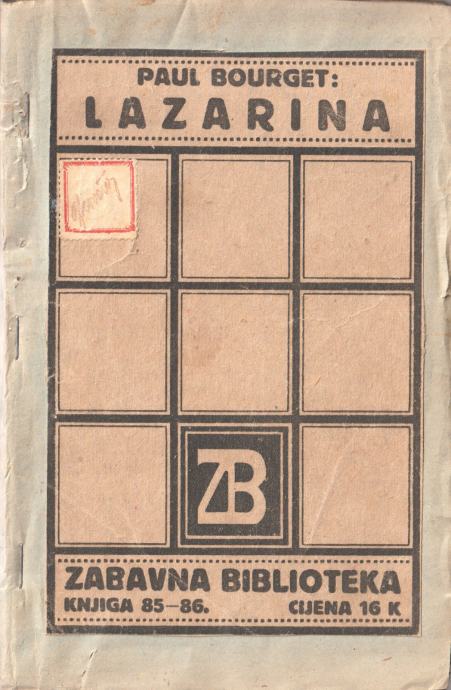 PAUL BOURGET:
LAZARINA
ZB
ZABAVNA BIBLIOTEKA
KNJIGA 85-86. CIJENA 16 K